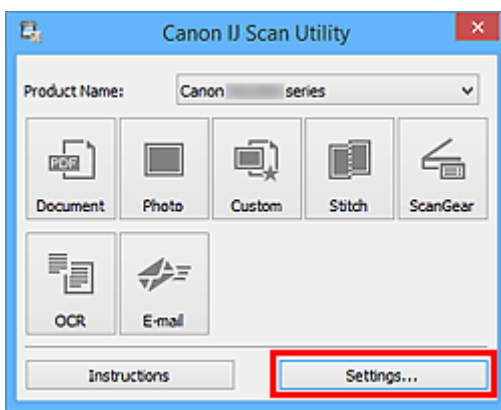 Canon IJ Scan Utility
Product Name: Canon series
PDF
Document Photo Custom Stitch ScanGear
OCR E-mail
Instructions Settings...